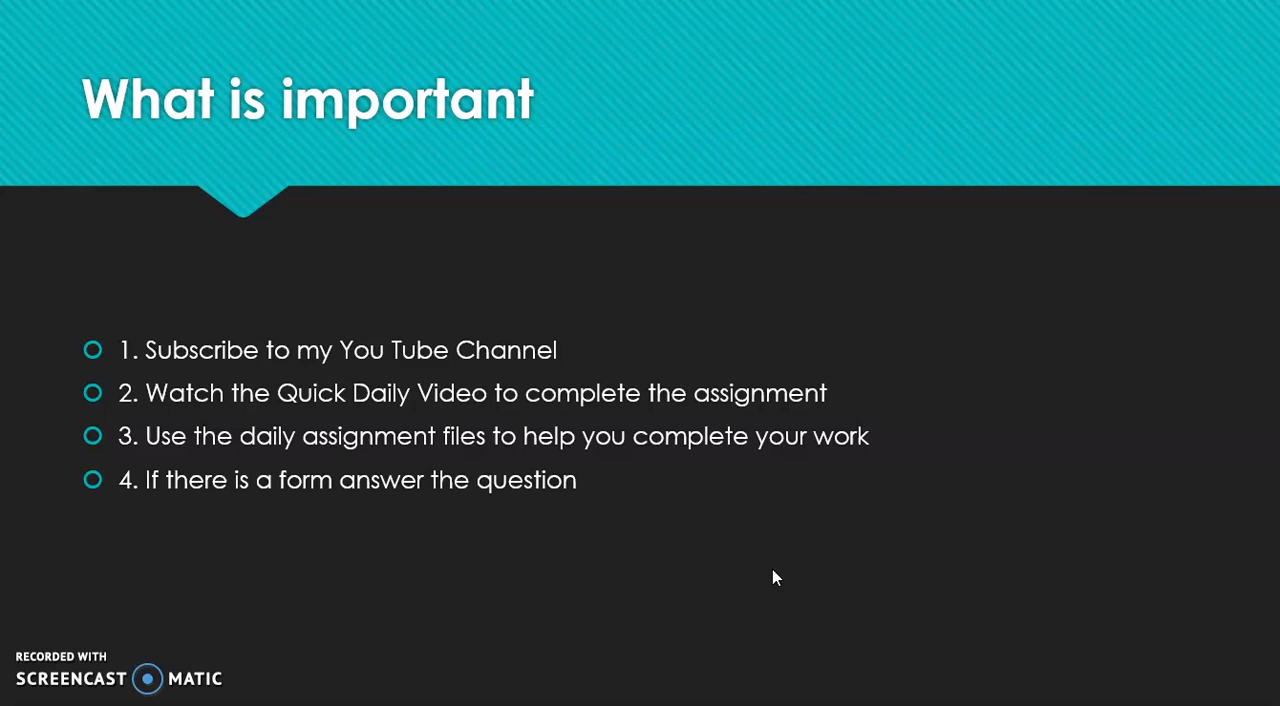 What is important
1. Subscribe to my You Tube Channel
2. Watch the Quick Daily Video to complete the assignment
3. Use the daily assignment files to help you complete your work
4. If there is a form answer the question
RECORDED WITH
SCREENCAST MATIC